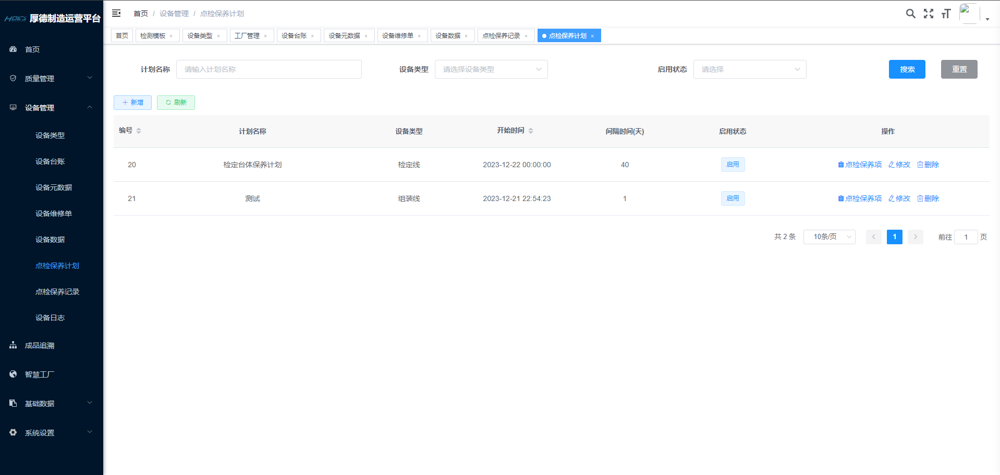 HOLD 厚德制造运营平台
首页
质量管理
设备管理
设备类型
设备台账
设备元数据
设备维修单
设备数据
点检保养计划
点检保养记录
设备日志
成品追溯
智慧工厂
基础数据
系统设置
首页 / 设备管理 / 点检保养计划
首页 检测模板 × 设备类型 × 工厂管理 × 设备台账 × 设备元数据 × 设备维修单 × 设备数据 × 点检保养记录 × 点检保养计划 ×
计划名称 请输入计划名称 设备类型 请选择设备类型 启用状态 请选择 搜索 重置
新增 刷新
编号 计划名称 设备类型 开始时间 间隔时间(天) 启用状态 操作
20 检定台体保养计划 检定线 2023-12-22 00:00:00 40 启用 点检保养项 修改 删除
21 测试 组装线 2023-12-21 22:54:23 1 启用 点检保养项 修改 删除
共 2 条 10条/页 1 前往 1 页